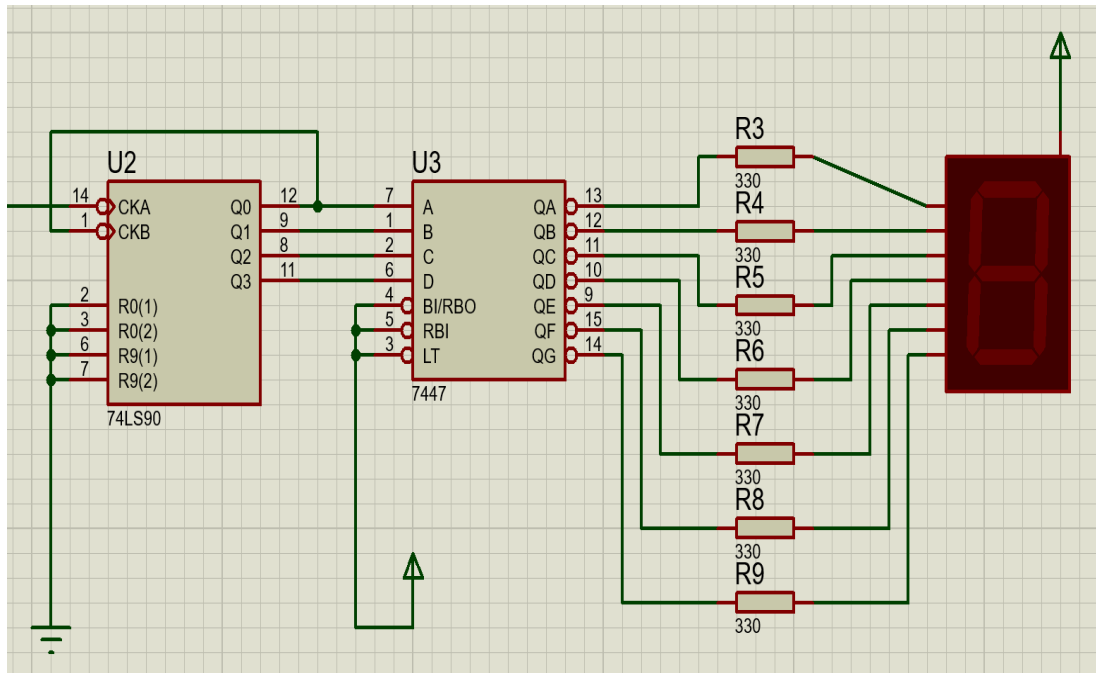 U2
14 CKA Q0 12
1 CKB Q1 9
Q2 8
Q3 11
2 R0(1)
3 R0(2)
6 R9(1)
7 R9(2)
74LS90
U3
7 A QA 13
1 B QB 12
2 C QC 11
6 D QD 10
4 BI/RBO QE 9
5 RBI QF 15
3 LT QG 14
7447
R3
330
R4
330
R5
330
R6
330
R7
330
R8
330
R9
330